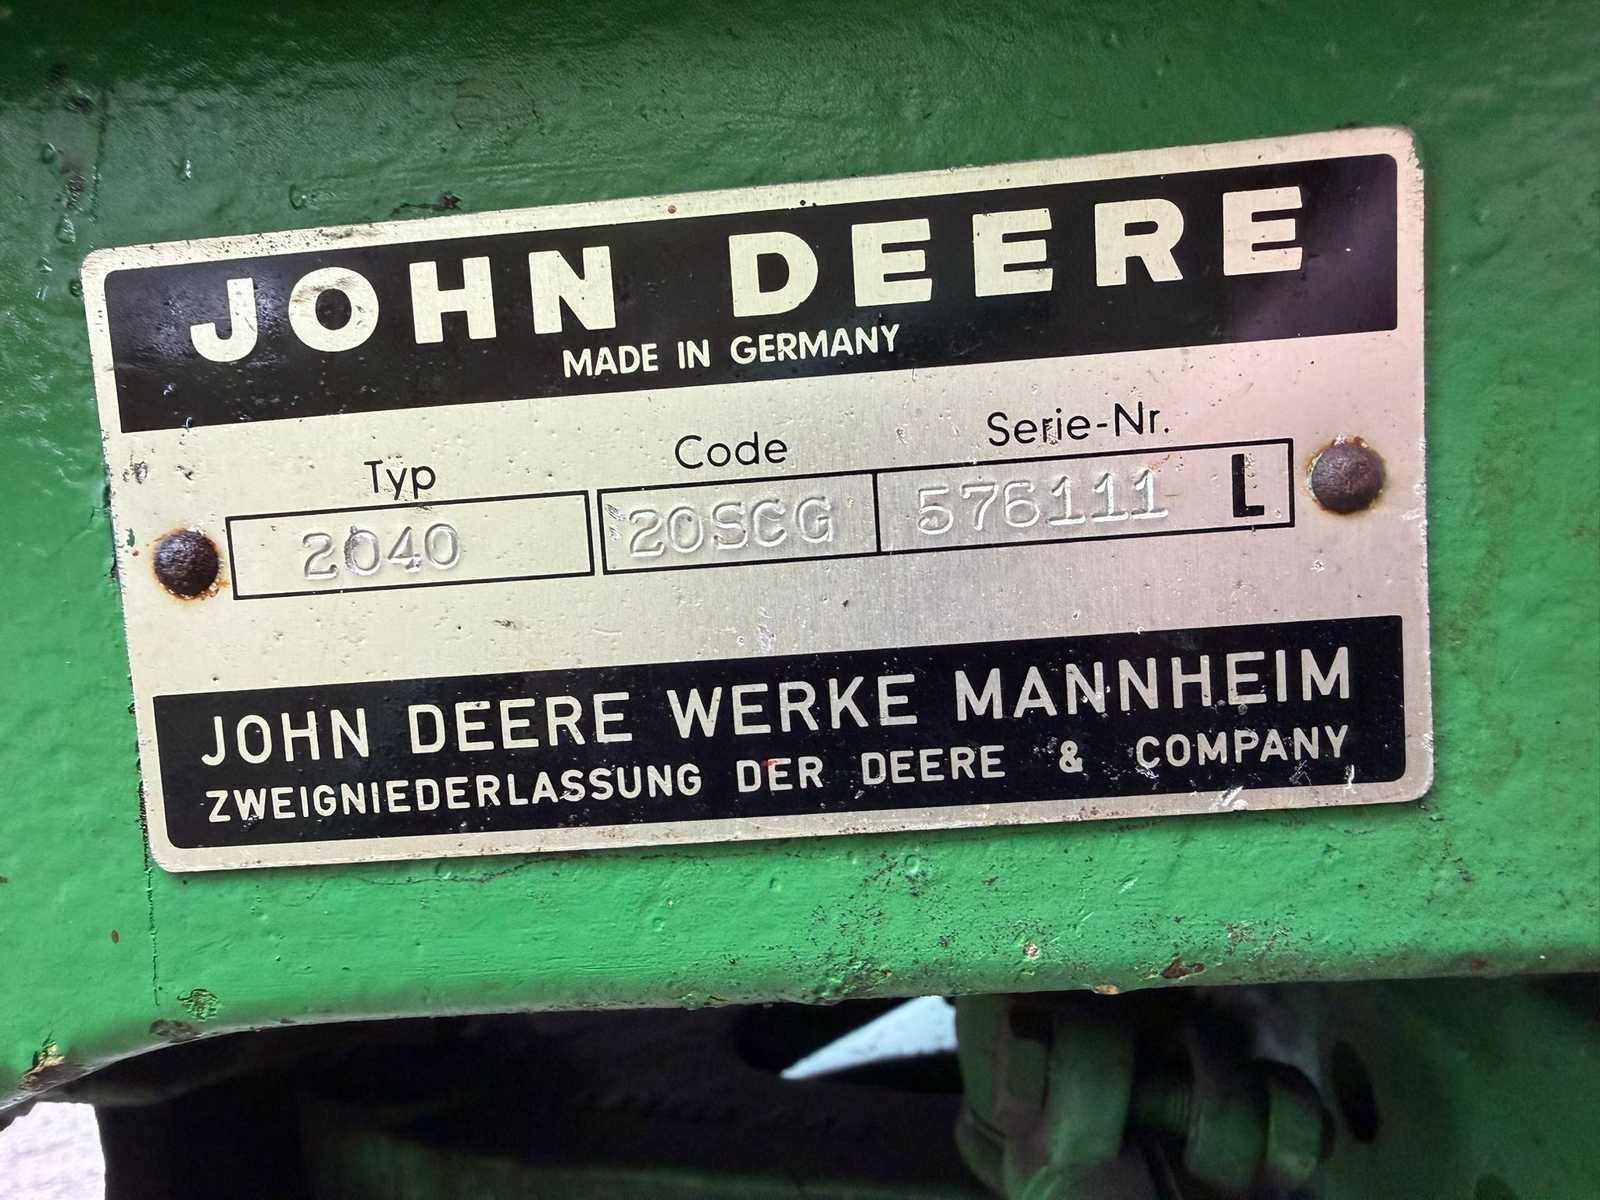 JOHN DEERE
MADE IN GERMANY
Typ Code Serie-Nr.
2040 20SCG 576111 L
JOHN DEERE WERKE MANNHEIM
ZWEIGNIEDERLASSUNG DER DEERE & COMPANY